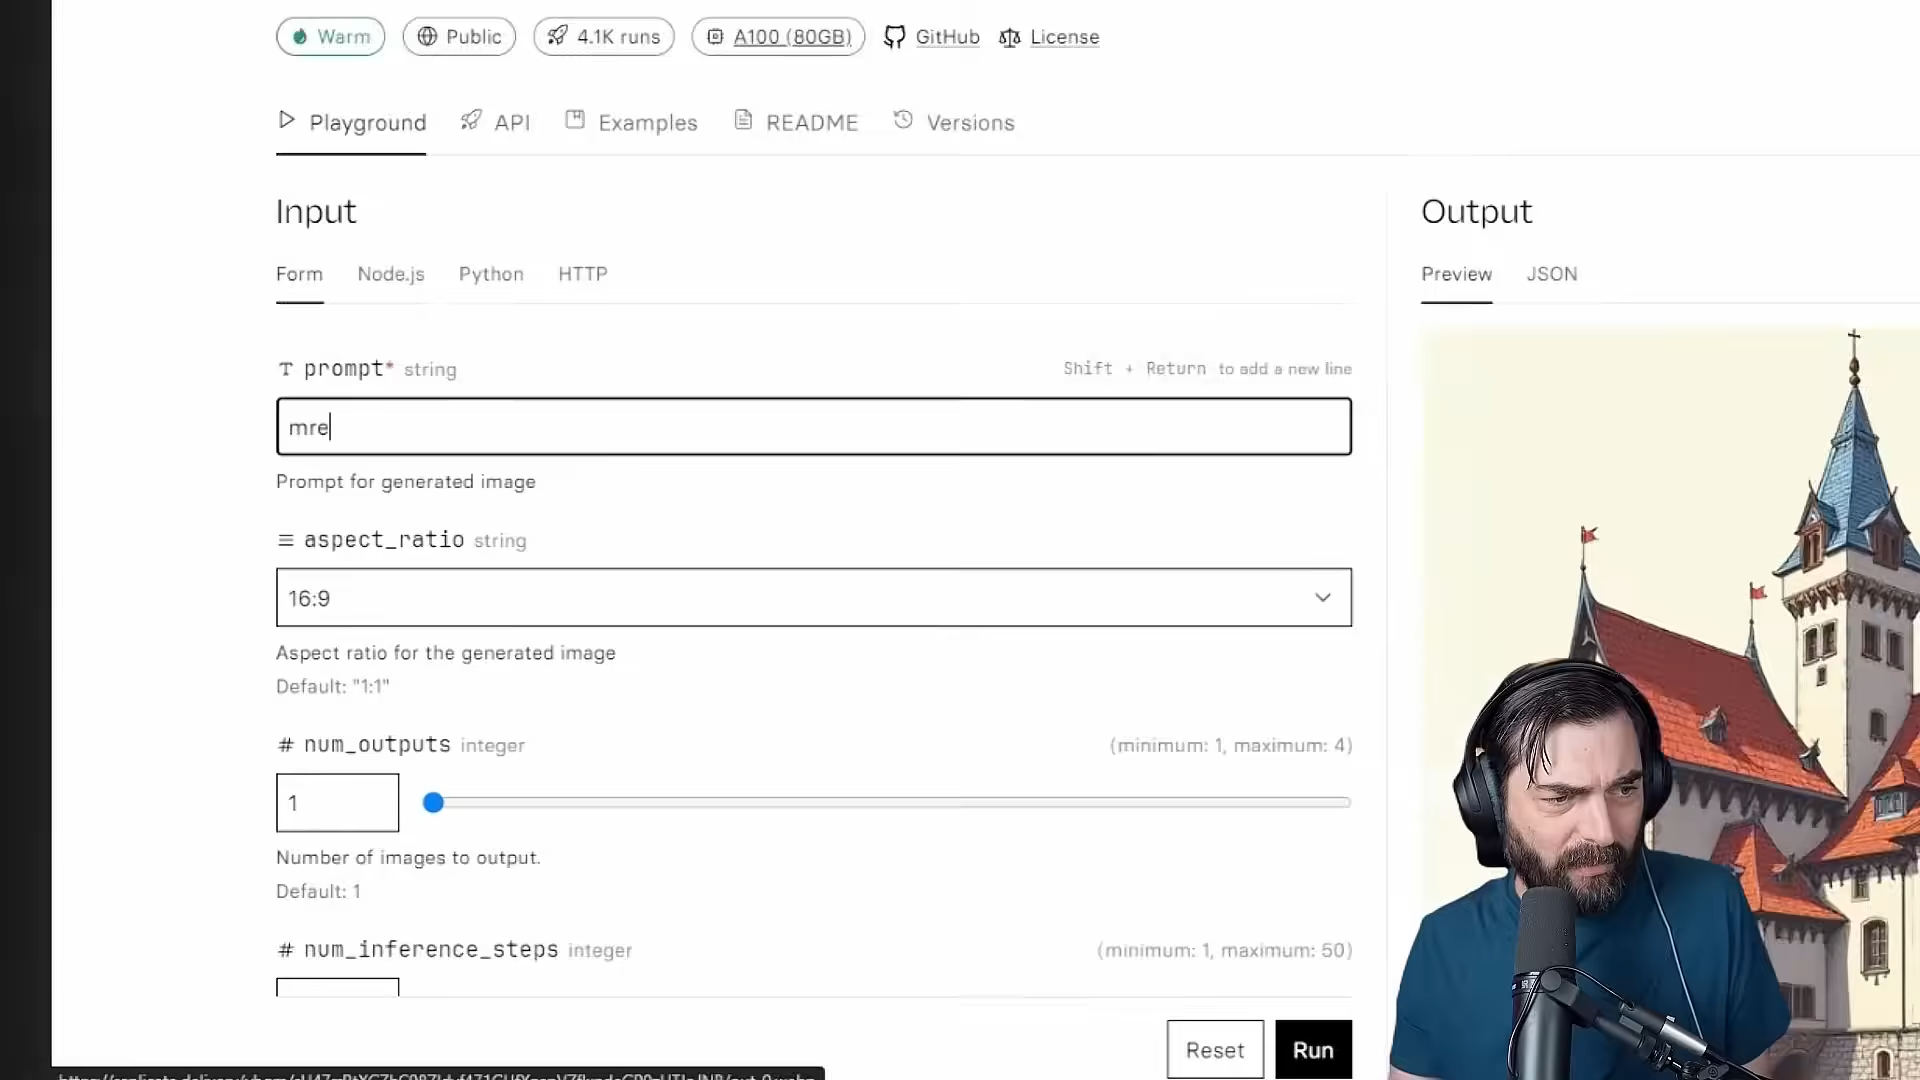 Warm Public 4.1K runs A100 (80GB) GitHub License
Playground API Examples README Versions
Input
Form Node.js Python HTTP
prompt* string Shift + Return to add a new line
mre
Prompt for generated image
aspect_ratio string
16:9
Aspect ratio for the generated image
Default: "1:1"
# num_outputs integer (minimum: 1, maximum: 4)
1
Number of images to output.
Default: 1
# num_inference_steps integer (minimum: 1, maximum: 50)
Reset Run
Output
Preview JSON